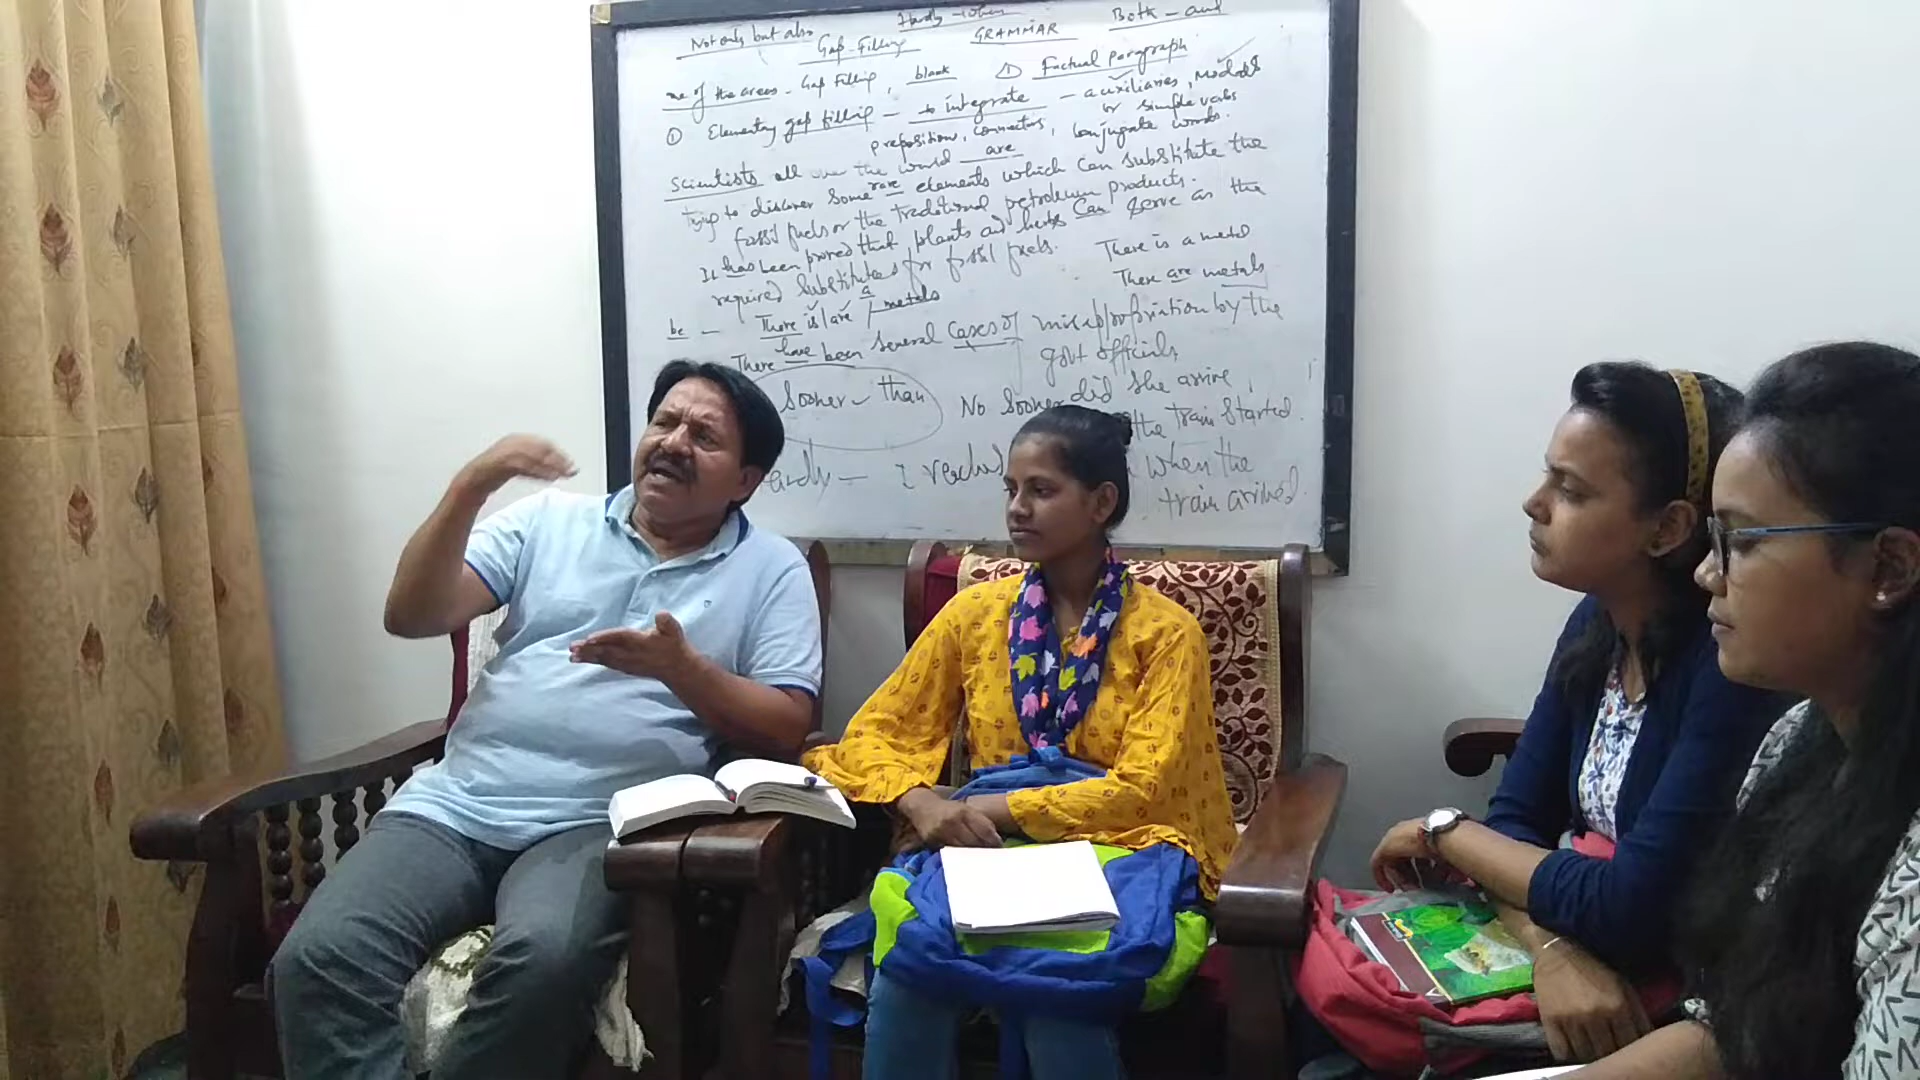 Not only but also Hardly - when Both - and
Gap-Filling GRAMMAR
one of the areas - Gap Filling, blank ① Factual paragraph
① Elementary gap filling - → integrate - auxiliaries, Modals
or simple verbs
preposition, connectors, conjugate words.
Scientists all over the world are
trying to discover some rare elements which can substitute the
fossil fuels or the traditional petroleum products.
It has been proved that plants and herbs can serve as the
required substitutes for fossil fuels.
There is a metal
There are metals
be - There is/are a / metals
There have been several cases of misappropriation by the
govt officials
Sooner - than No sooner did she arrive,
the train started.
I reached when the
train arrived.